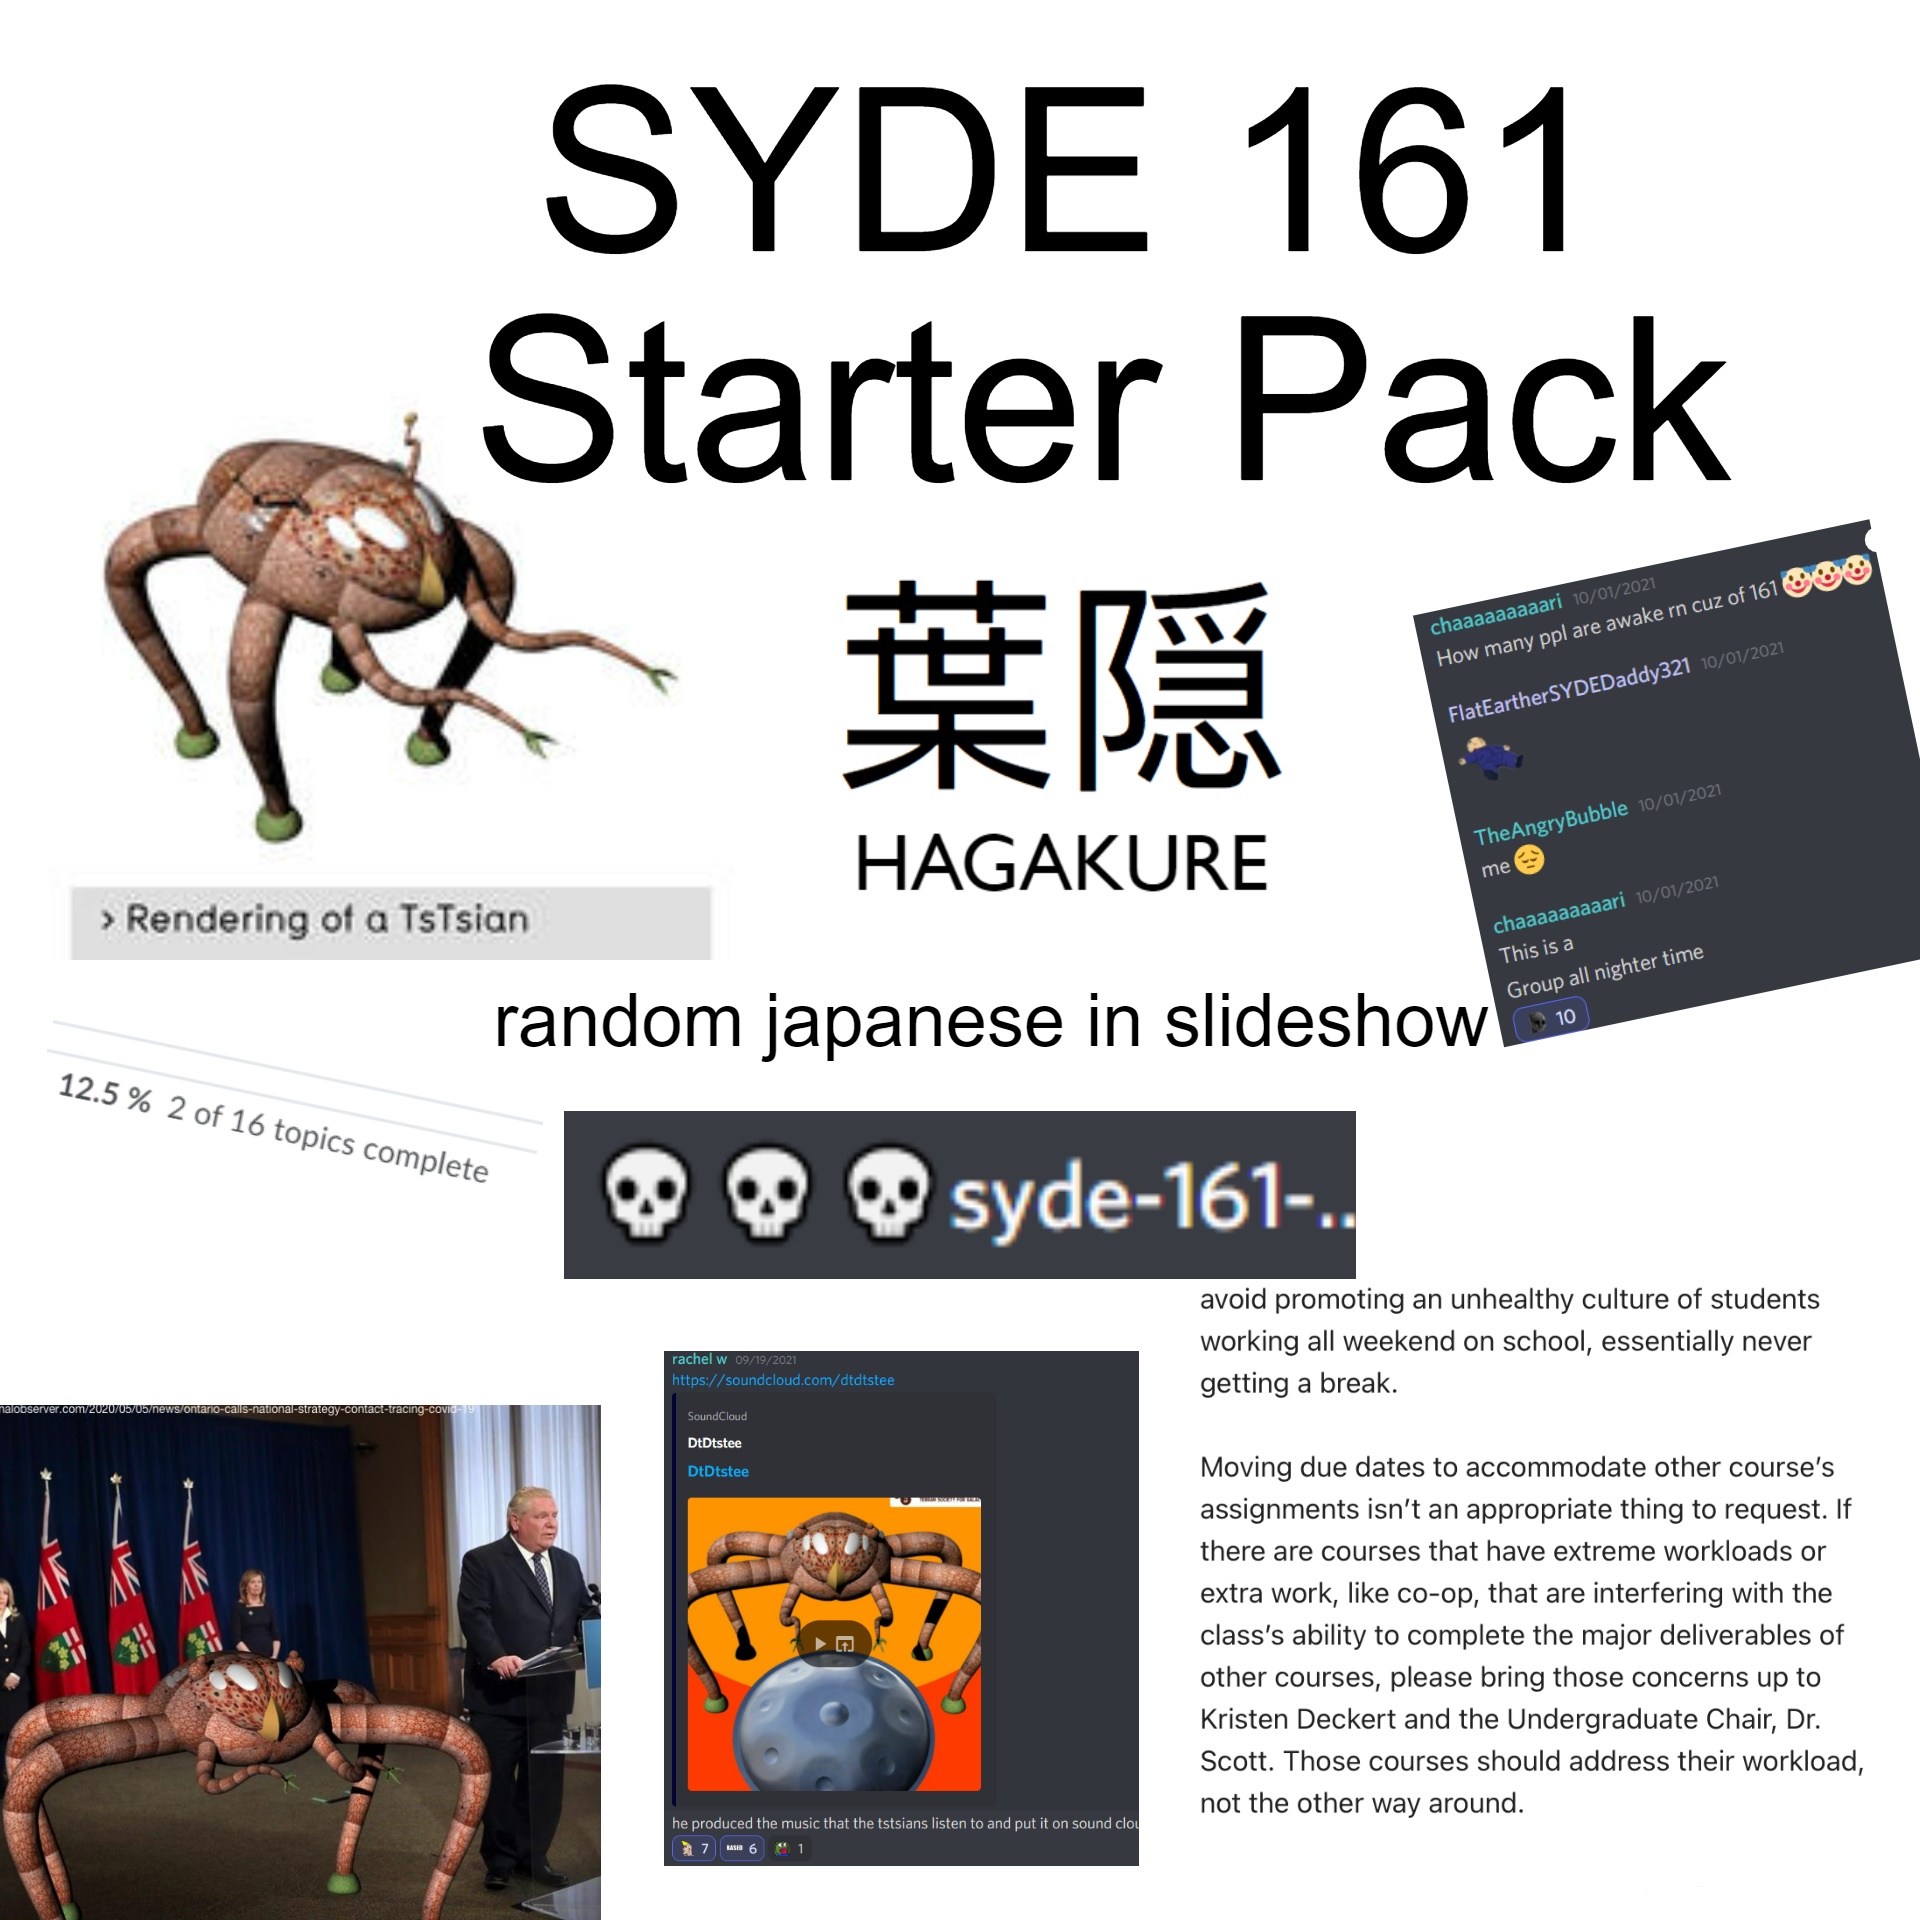 SYDE 161
Starter Pack
> Rendering of a TsTsian
葉隠
HAGAKURE
random japanese in slideshow
chaaaaaaaaari 10/01/2021
How many ppl are awake rn cuz of 161 🤡🤡🤡
FlatEartherSYDEDaddy321 10/01/2021
TheAngryBubble 10/01/2021
me 😔
chaaaaaaaaari 10/01/2021
This is a
Group all nighter time
10
12.5 % 2 of 16 topics complete
💀 💀 💀 syde-161-..
nalobserver.com/2020/05/05/news/ontario-calls-national-strategy-contact-tracing-covid-19
rachel w 09/19/2021
https://soundcloud.com/dtdtstee
SoundCloud
DtDtstee
DtDtstee
he produced the music that the tstsians listen to and put it on sound clou
7 BASED 6 1
avoid promoting an unhealthy culture of students
working all weekend on school, essentially never
getting a break.
Moving due dates to accommodate other course's
assignments isn't an appropriate thing to request. If
there are courses that have extreme workloads or
extra work, like co-op, that are interfering with the
class's ability to complete the major deliverables of
other courses, please bring those concerns up to
Kristen Deckert and the Undergraduate Chair, Dr.
Scott. Those courses should address their workload,
not the other way around.